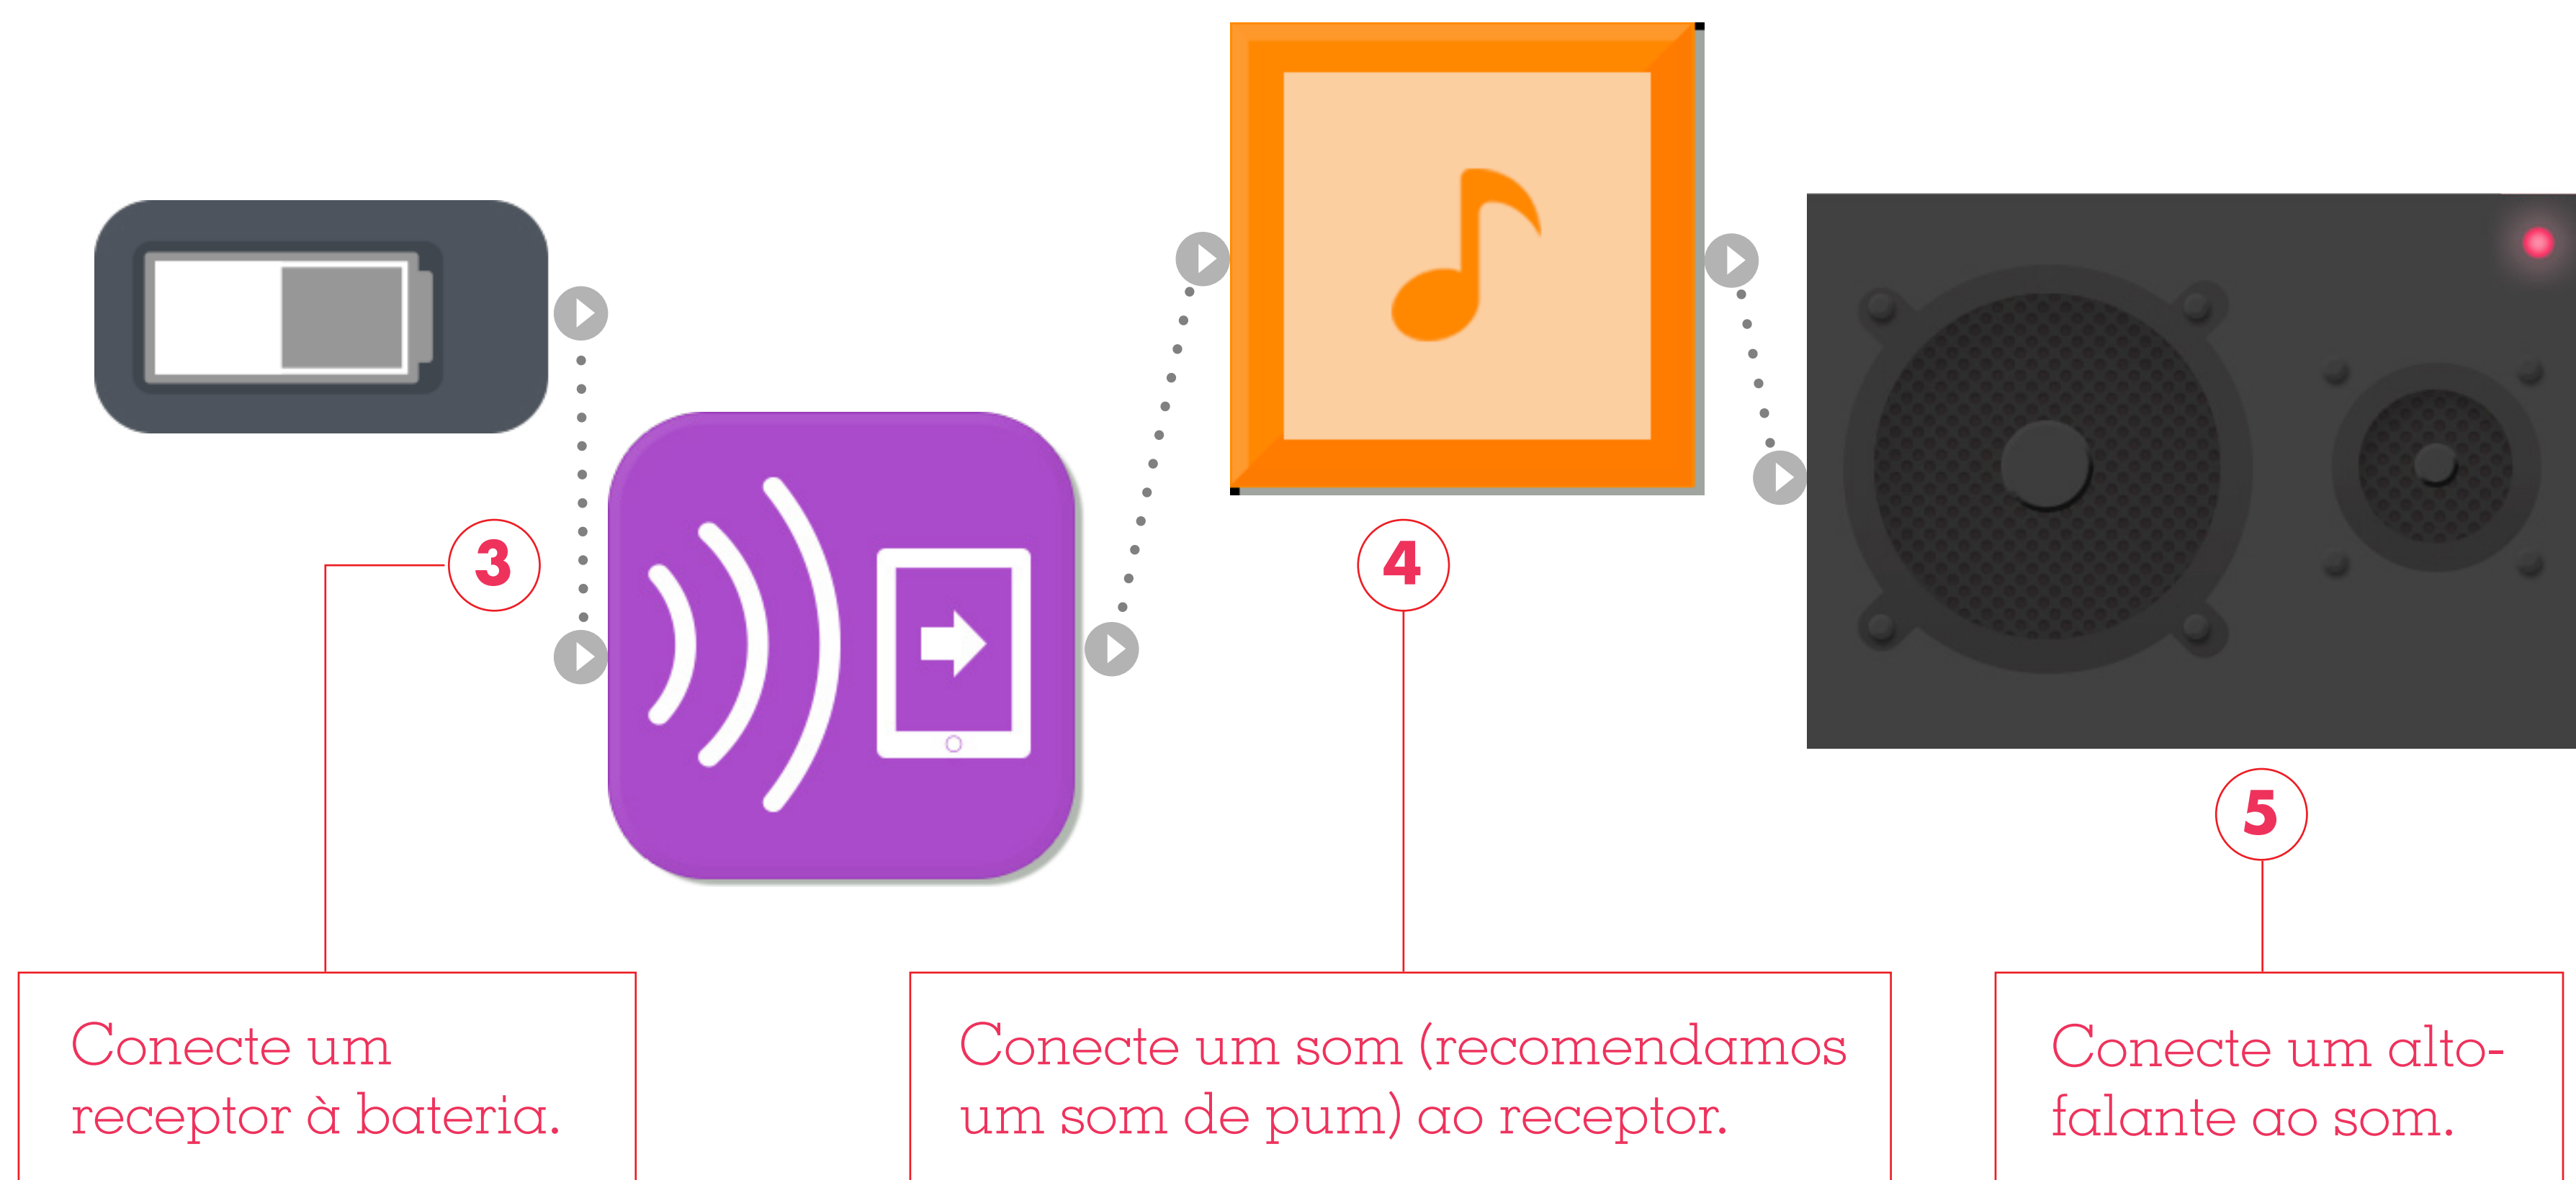 3
Conecte um
receptor à bateria.
4
Conecte um som (recomendamos
um som de pum) ao receptor.
5
Conecte um alto-
falante ao som.